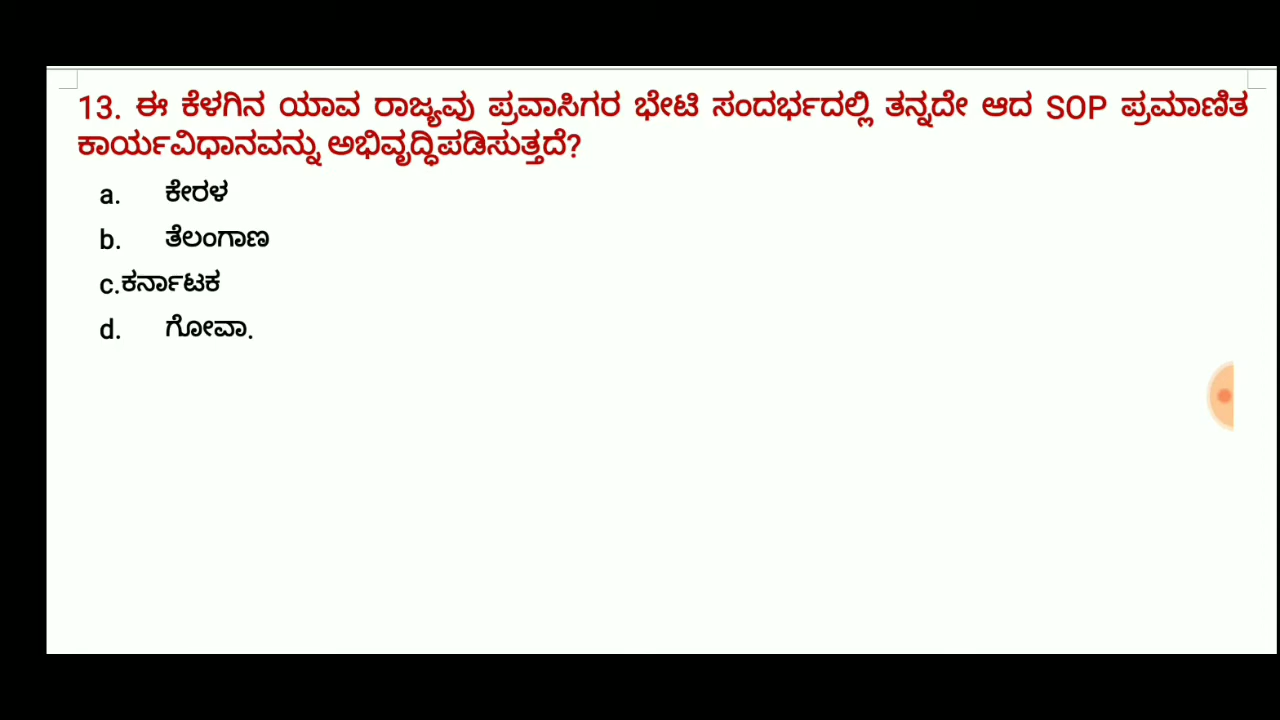 13. ಈ ಕೆಳಗಿನ ಯಾವ ರಾಜ್ಯವು ಪ್ರವಾಸಿಗರ ಭೇಟಿ ಸಂದರ್ಭದಲ್ಲಿ ತನ್ನದೇ ಆದ SOP ಪ್ರಮಾಣಿತ
ಕಾರ್ಯವಿಧಾನವನ್ನು ಅಭಿವೃದ್ಧಿಪಡಿಸುತ್ತದೆ?
a. ಕೇರಳ
b. ತೆಲಂಗಾಣ
c.ಕರ್ನಾಟಕ
d. ಗೋವಾ.